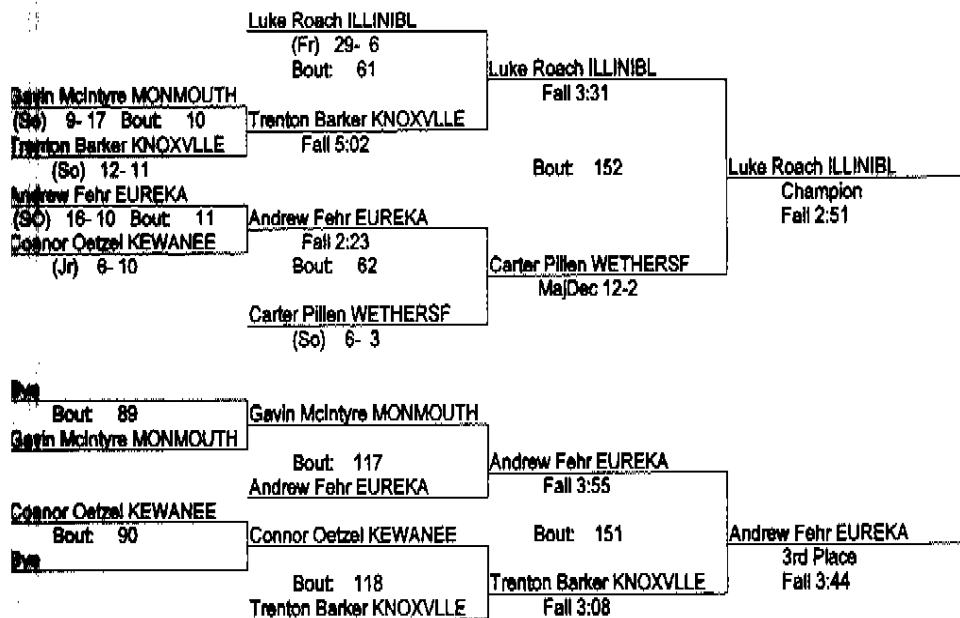 Luke Roach ILLINIBL
(Fr) 29- 6
Bout: 61
Luke Roach ILLINIBL
Fall 3:31
Gavin McIntyre MONMOUTH
(So) 9- 17 Bout: 10
Trenton Barker KNOXVLLE
Fall 5:02
Trenton Barker KNOXVLLE
(So) 12- 11
Bout: 152
Luke Roach ILLINIBL
Champion
Fall 2:51
Andrew Fehr EUREKA
(SO) 16- 10 Bout: 11
Andrew Fehr EUREKA
Fall 2:23
Connor Oetzel KEWANEE
(Jr) 6- 10
Bout: 62
Carter Pillen WETHERSF
MajDec 12-2
Carter Pillen WETHERSF
(So) 6- 3
Bye
Bout: 89
Gavin McIntyre MONMOUTH
Gavin McIntyre MONMOUTH
Bout: 117
Andrew Fehr EUREKA
Fall 3:55
Andrew Fehr EUREKA
Connor Oetzel KEWANEE
Bout: 90
Connor Oetzel KEWANEE
Bout: 151
Andrew Fehr EUREKA
3rd Place
Fall 3:44
Bye
Bout: 118
Trenton Barker KNOXVLLE
Fall 3:08
Trenton Barker KNOXVLLE